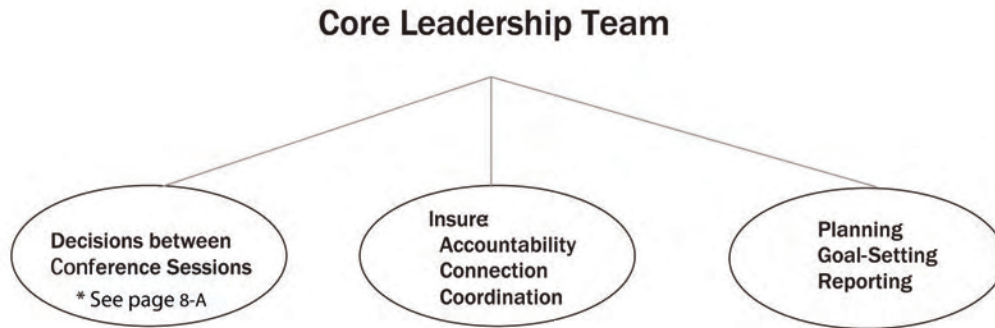 Core Leadership Team
Decisions between
Conference Sessions
* See page 8-A
Insure:
Accountability
Connection
Coordination
Planning
Goal-Setting
Reporting